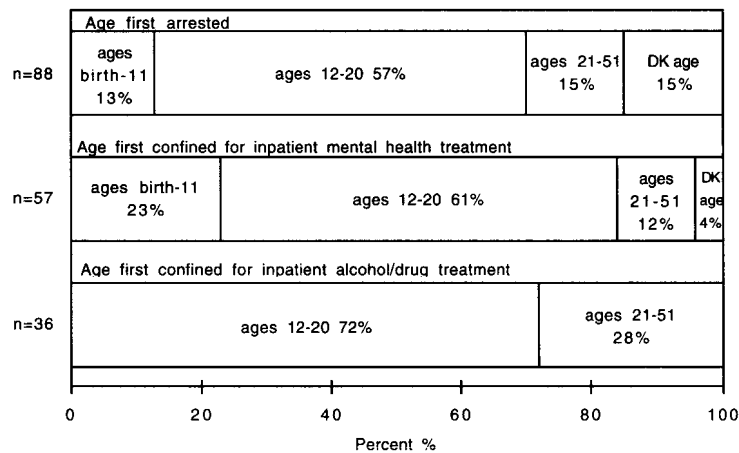 Age first arrested
n=88
ages
birth-11
13%
ages 12-20 57%
ages 21-51
15%
DK age
15%
Age first confined for inpatient mental health treatment
n=57
ages birth-11
23%
ages 12-20 61%
ages
21-51
12%
DK
age
4%
Age first confined for inpatient alcohol/drug treatment
n=36
ages 12-20 72%
ages 21-51
28%
0 20 40 60 80 100
Percent %